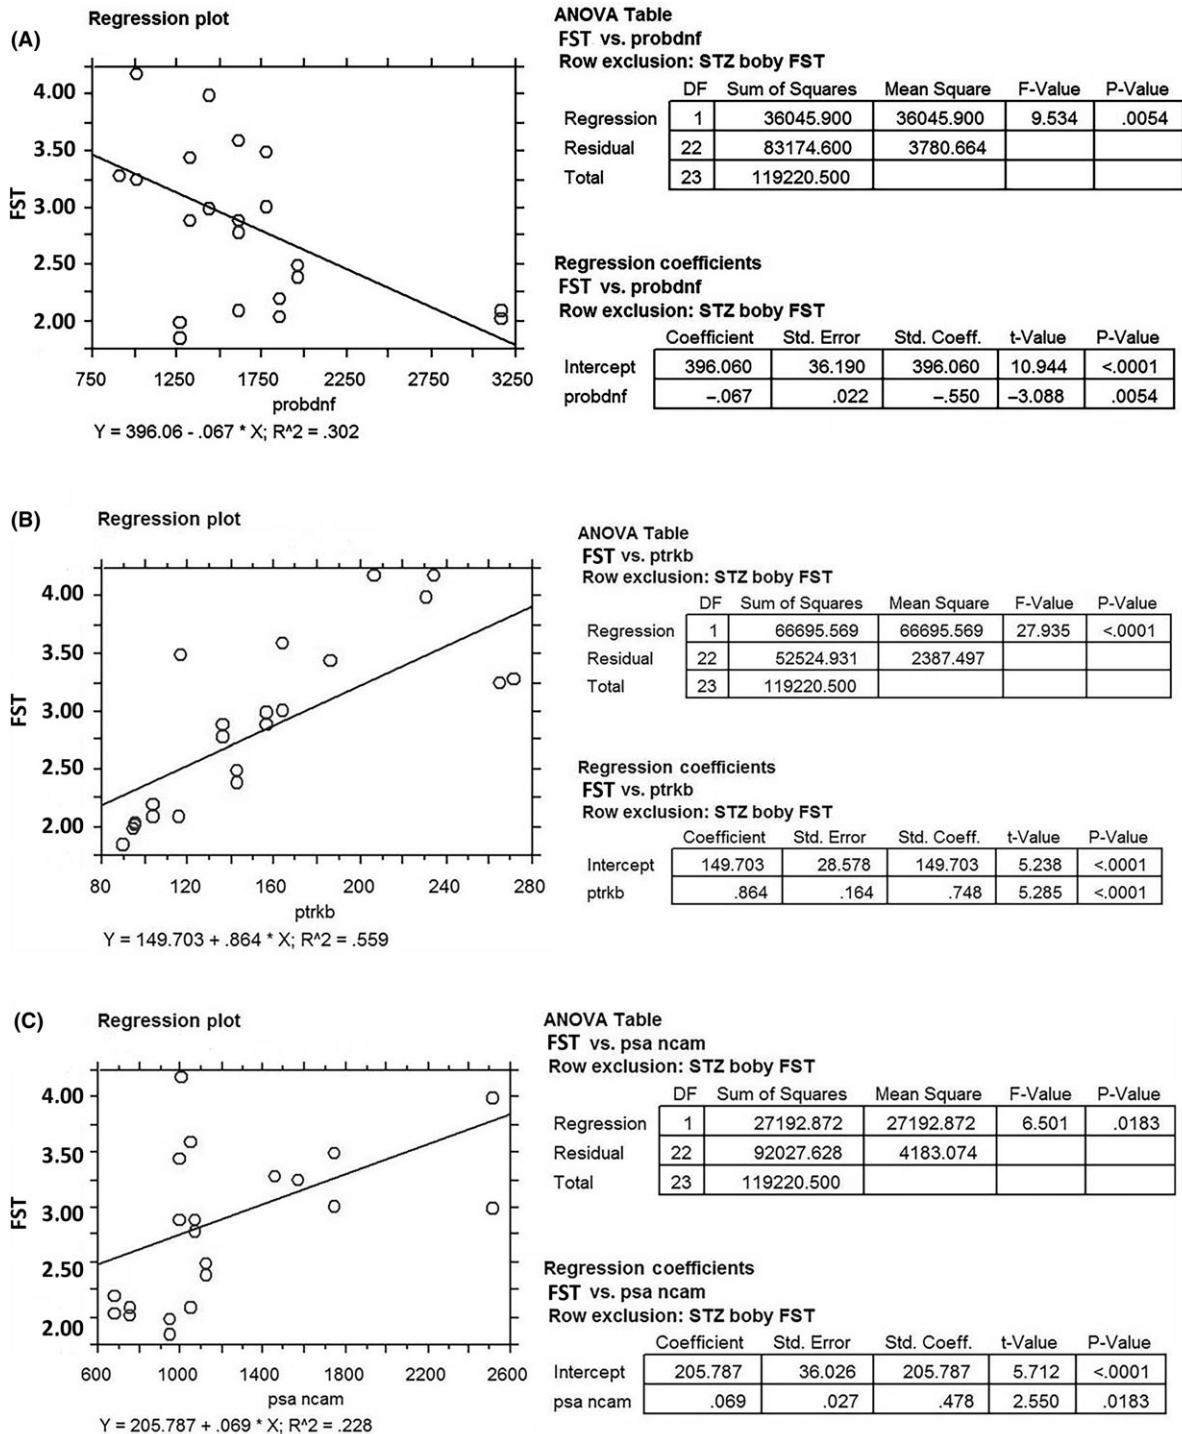 (A)
Regression plot
FST
4.00
3.50
3.00
2.50
2.00
750 1250 1750 2250 2750 3250
probdnf
Y = 396.06 - .067 * X; R^2 = .302
ANOVA Table
FST vs. probdnf
Row exclusion: STZ boby FST
DF Sum of Squares Mean Square F-Value P-Value
Regression 1 36045.900 36045.900 9.534 .0054
Residual 22 83174.600 3780.664
Total 23 119220.500
Regression coefficients
FST vs. probdnf
Row exclusion: STZ boby FST
Coefficient Std. Error Std. Coeff. t-Value P-Value
Intercept 396.060 36.190 396.060 10.944 <.0001
probdnf –.067 .022 –.550 –3.088 .0054
(B)
Regression plot
FST
4.00
3.50
3.00
2.50
2.00
80 120 160 200 240 280
ptrkb
Y = 149.703 + .864 * X; R^2 = .559
ANOVA Table
FST vs. ptrkb
Row exclusion: STZ boby FST
DF Sum of Squares Mean Square F-Value P-Value
Regression 1 66695.569 66695.569 27.935 <.0001
Residual 22 52524.931 2387.497
Total 23 119220.500
Regression coefficients
FST vs. ptrkb
Row exclusion: STZ boby FST
Coefficient Std. Error Std. Coeff. t-Value P-Value
Intercept 149.703 28.578 149.703 5.238 <.0001
ptrkb .864 .164 .748 5.285 <.0001
(C)
Regression plot
FST
4.00
3.50
3.00
2.50
2.00
600 1000 1400 1800 2200 2600
psa ncam
Y = 205.787 + .069 * X; R^2 = .228
ANOVA Table
FST vs. psa ncam
Row exclusion: STZ boby FST
DF Sum of Squares Mean Square F-Value P-Value
Regression 1 27192.872 27192.872 6.501 .0183
Residual 22 92027.628 4183.074
Total 23 119220.500
Regression coefficients
FST vs. psa ncam
Row exclusion: STZ boby FST
Coefficient Std. Error Std. Coeff. t-Value P-Value
Intercept 205.787 36.026 205.787 5.712 <.0001
psa ncam .069 .027 .478 2.550 .0183